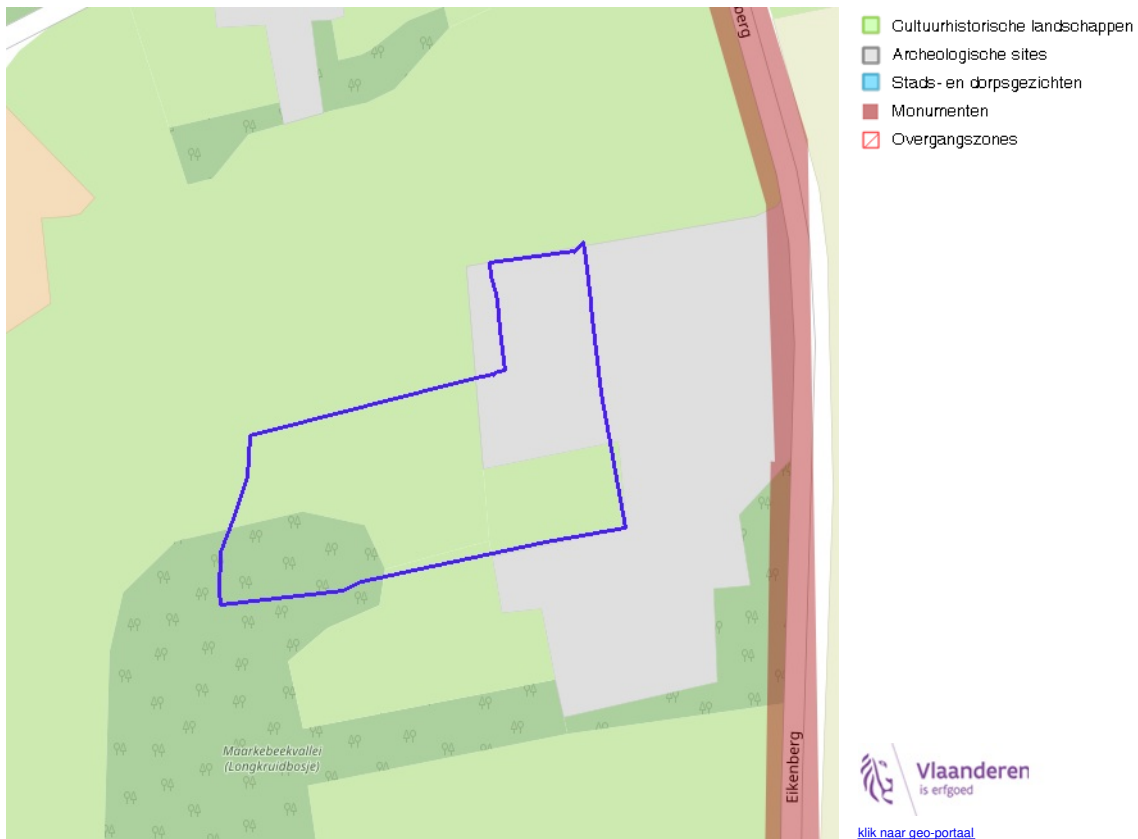 berg
Cultuurhistorische landschappen
Archeologische sites
Stads- en dorpsgezichten
Monumenten
Overgangszones
Maarkebeekvallei
(Longkruidbosje)
Eikenberg
Vlaanderen
is erfgoed
klik naar geo-portaal